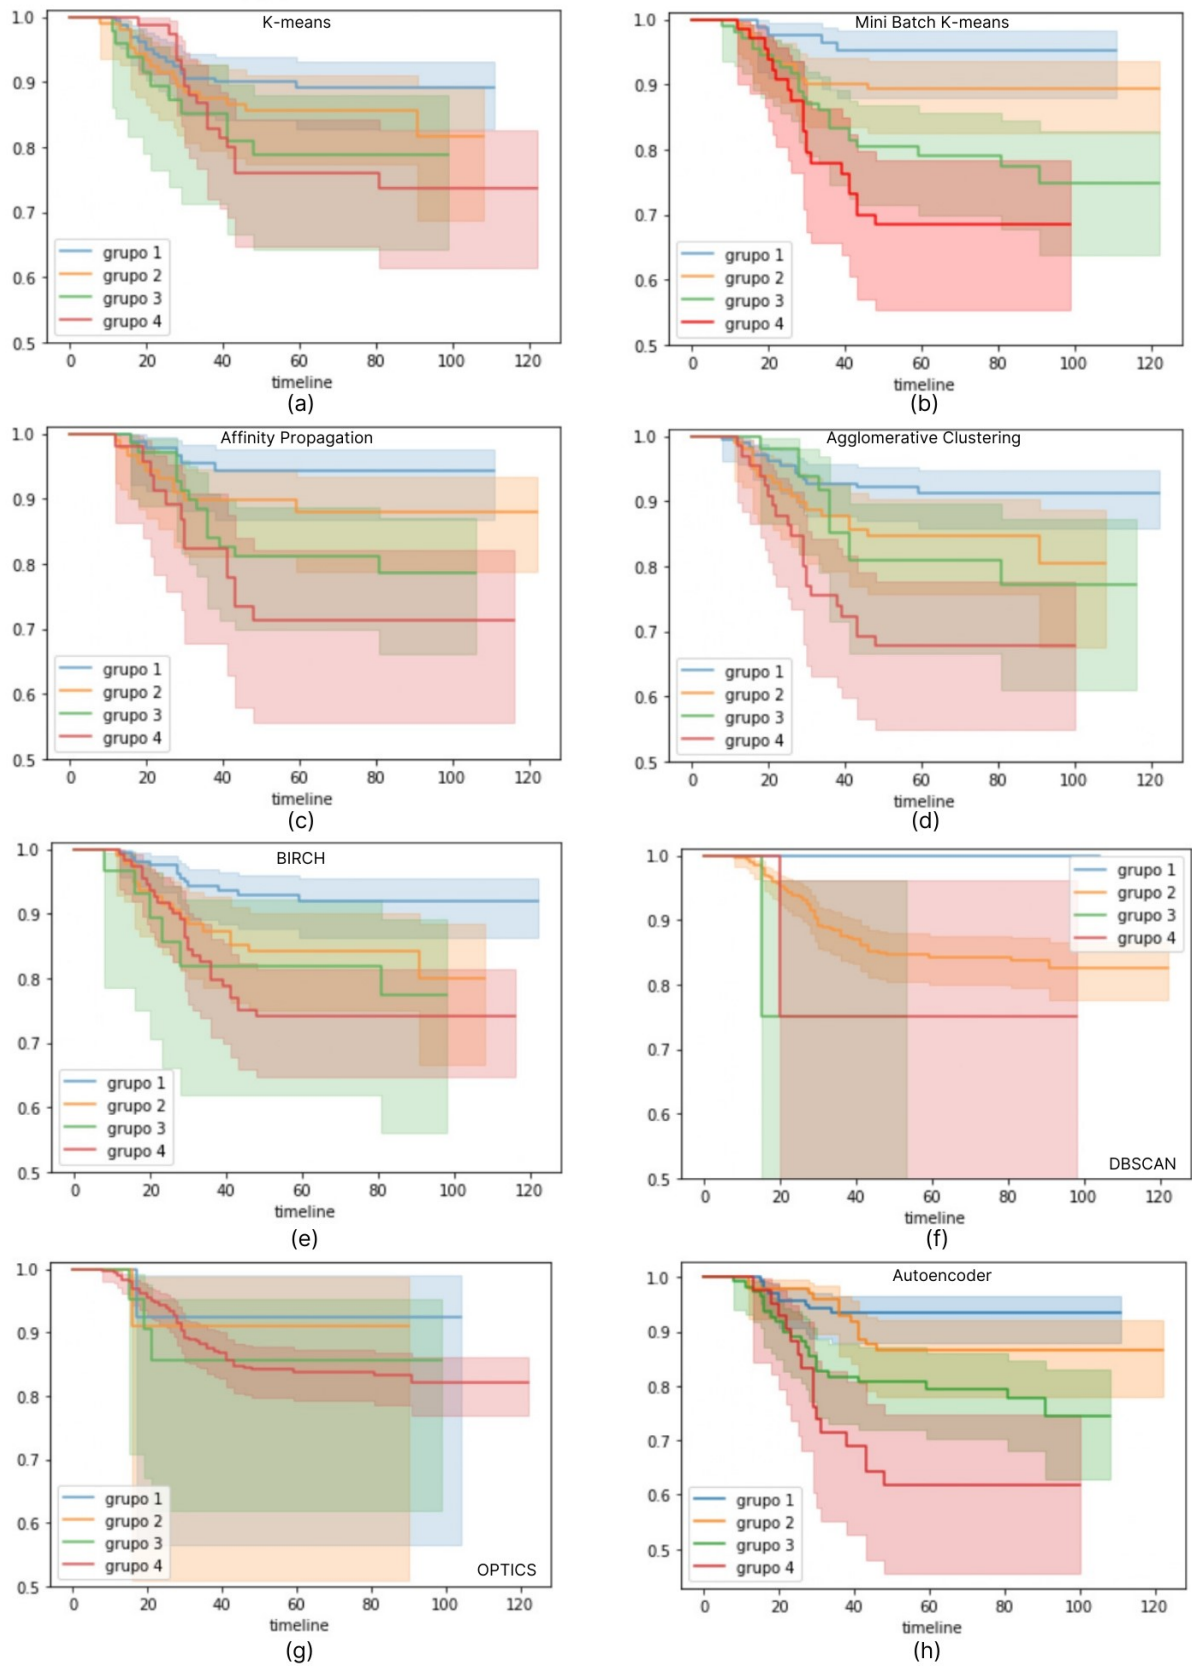 K-means
1.0
0.9
0.8
0.7
0.6
0.5
grupo 1
grupo 2
grupo 3
grupo 4
0 20 40 60 80 100 120
timeline
(a)
Mini Batch K-means
1.0
0.9
0.8
0.7
0.6
0.5
grupo 1
grupo 2
grupo 3
grupo 4
0 20 40 60 80 100 120
timeline
(b)
Affinity Propagation
1.0
0.9
0.8
0.7
0.6
0.5
grupo 1
grupo 2
grupo 3
grupo 4
0 20 40 60 80 100 120
timeline
(c)
Agglomerative Clustering
1.0
0.9
0.8
0.7
0.6
0.5
grupo 1
grupo 2
grupo 3
grupo 4
0 20 40 60 80 100 120
timeline
(d)
BIRCH
1.0
0.9
0.8
0.7
0.6
0.5
grupo 1
grupo 2
grupo 3
grupo 4
0 20 40 60 80 100 120
timeline
(e)
1.0
0.9
0.8
0.7
0.6
0.5
grupo 1
grupo 2
grupo 3
grupo 4
DBSCAN
0 20 40 60 80 100 120
timeline
(f)
1.0
0.9
0.8
0.7
0.6
0.5
grupo 1
grupo 2
grupo 3
grupo 4
OPTICS
0 20 40 60 80 100 120
timeline
(g)
Autoencoder
1.0
0.9
0.8
0.7
0.6
0.5
grupo 1
grupo 2
grupo 3
grupo 4
0 20 40 60 80 100 120
timeline
(h)